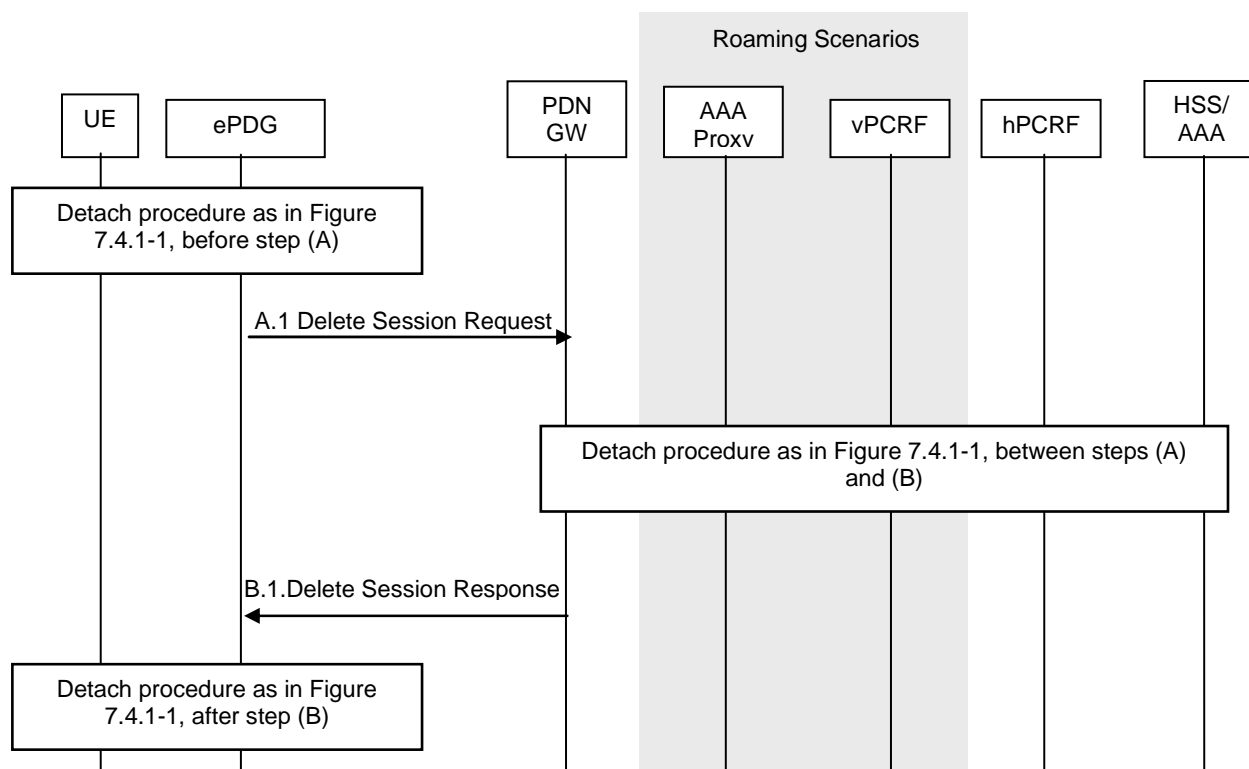 Roaming Scenarios
UE
ePDG
PDN
GW
AAA
Proxv
vPCRF
hPCRF
HSS/
AAA
Detach procedure as in Figure
7.4.1-1, before step (A)
A.1 Delete Session Request
Detach procedure as in Figure 7.4.1-1, between steps (A)
and (B)
B.1.Delete Session Response
Detach procedure as in Figure
7.4.1-1, after step (B)